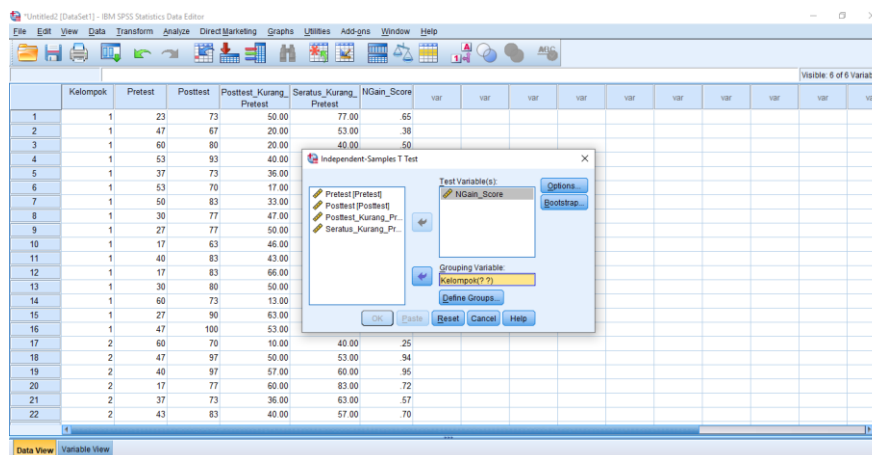 *Untitled2 [DataSet1] - IBM SPSS Statistics Data Editor
File Edit View Data Transform Analyze Direct Marketing Graphs Utilities Add-ons Window Help
Visible: 6 of 6 Variab
Kelompok Pretest Posttest Posttest_Kurang_Pretest Seratus_Kurang_Pretest NGain_Score var var var var var var var var va
1 1 23 73 50.00 77.00 .65
2 1 47 67 20.00 53.00 .38
3 1 60 80 20.00 40.00 .50
4 1 53 93 40.00
5 1 37 73 36.00
6 1 53 70 17.00
7 1 50 83 33.00
8 1 30 77 47.00
9 1 27 77 50.00
10 1 17 63 46.00
11 1 40 83 43.00
12 1 17 83 66.00
13 1 30 80 50.00
14 1 60 73 13.00
15 1 27 90 63.00
16 1 47 100 53.00
17 2 60 70 10.00 40.00 .25
18 2 47 97 50.00 53.00 .94
19 2 40 97 57.00 60.00 .95
20 2 17 77 60.00 83.00 .72
21 2 37 73 36.00 63.00 .57
22 2 43 83 40.00 57.00 .70
Independent-Samples T Test
Pretest [Pretest]
Posttest [Posttest]
Posttest_Kurang_Pr...
Seratus_Kurang_Pr...
Test Variable(s):
NGain_Score
Options...
Bootstrap...
Grouping Variable:
Kelompok(? ?)
Define Groups...
OK Paste Reset Cancel Help
Data View Variable View